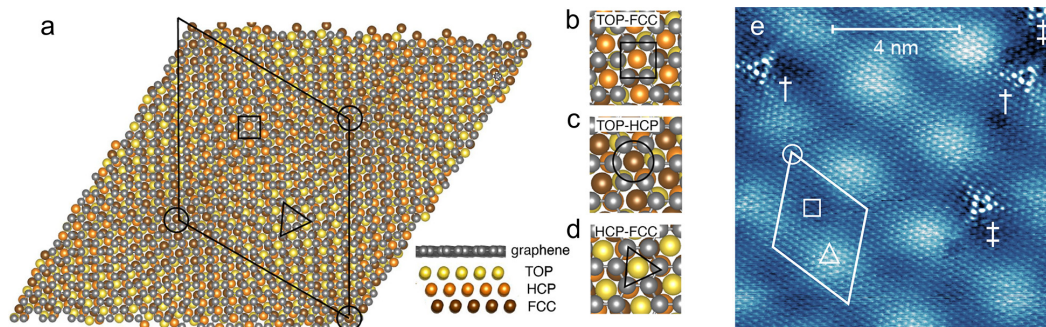 a
graphene
TOP
HCP
FCC
b
TOP-FCC
c
TOP-HCP
d
HCP-FCC
e
4 nm
†
‡
†
‡